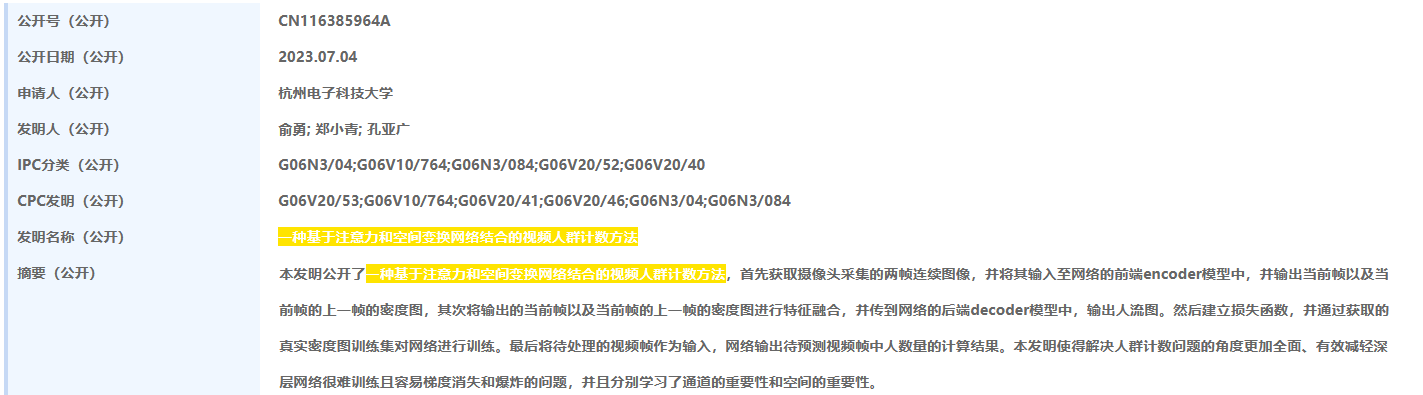 公开号（公开） CN116385964A
公开日期（公开） 2023.07.04
申请人（公开） 杭州电子科技大学
发明人（公开） 俞勇; 郑小青; 孔亚广
IPC分类（公开） G06N3/04;G06V10/764;G06N3/084;G06V20/52;G06V20/40
CPC发明（公开） G06V20/53;G06V10/764;G06V20/41;G06V20/46;G06N3/04;G06N3/084
发明名称（公开） 一种基于注意力和空间变换网络结合的视频人群计数方法
摘要（公开） 本发明公开了一种基于注意力和空间变换网络结合的视频人群计数方法，首先获取摄像头采集的两帧连续图像，并将其输入至网络的前端encoder模型中，并输出当前帧以及当
前帧的上一帧的密度图，其次将输出的当前帧以及当前帧的上一帧的密度图进行特征融合，并传到网络的后端decoder模型中，输出人流图。然后建立损失函数，并通过获取的
真实密度图训练集对网络进行训练。最后将待处理的视频帧作为输入，网络输出待预测视频帧中人数量的计算结果。本发明使得解决人群计数问题的角度更加全面、有效减轻深
层网络很难训练且容易梯度消失和爆炸的问题，并且分别学习了通道的重要性和空间的重要性。